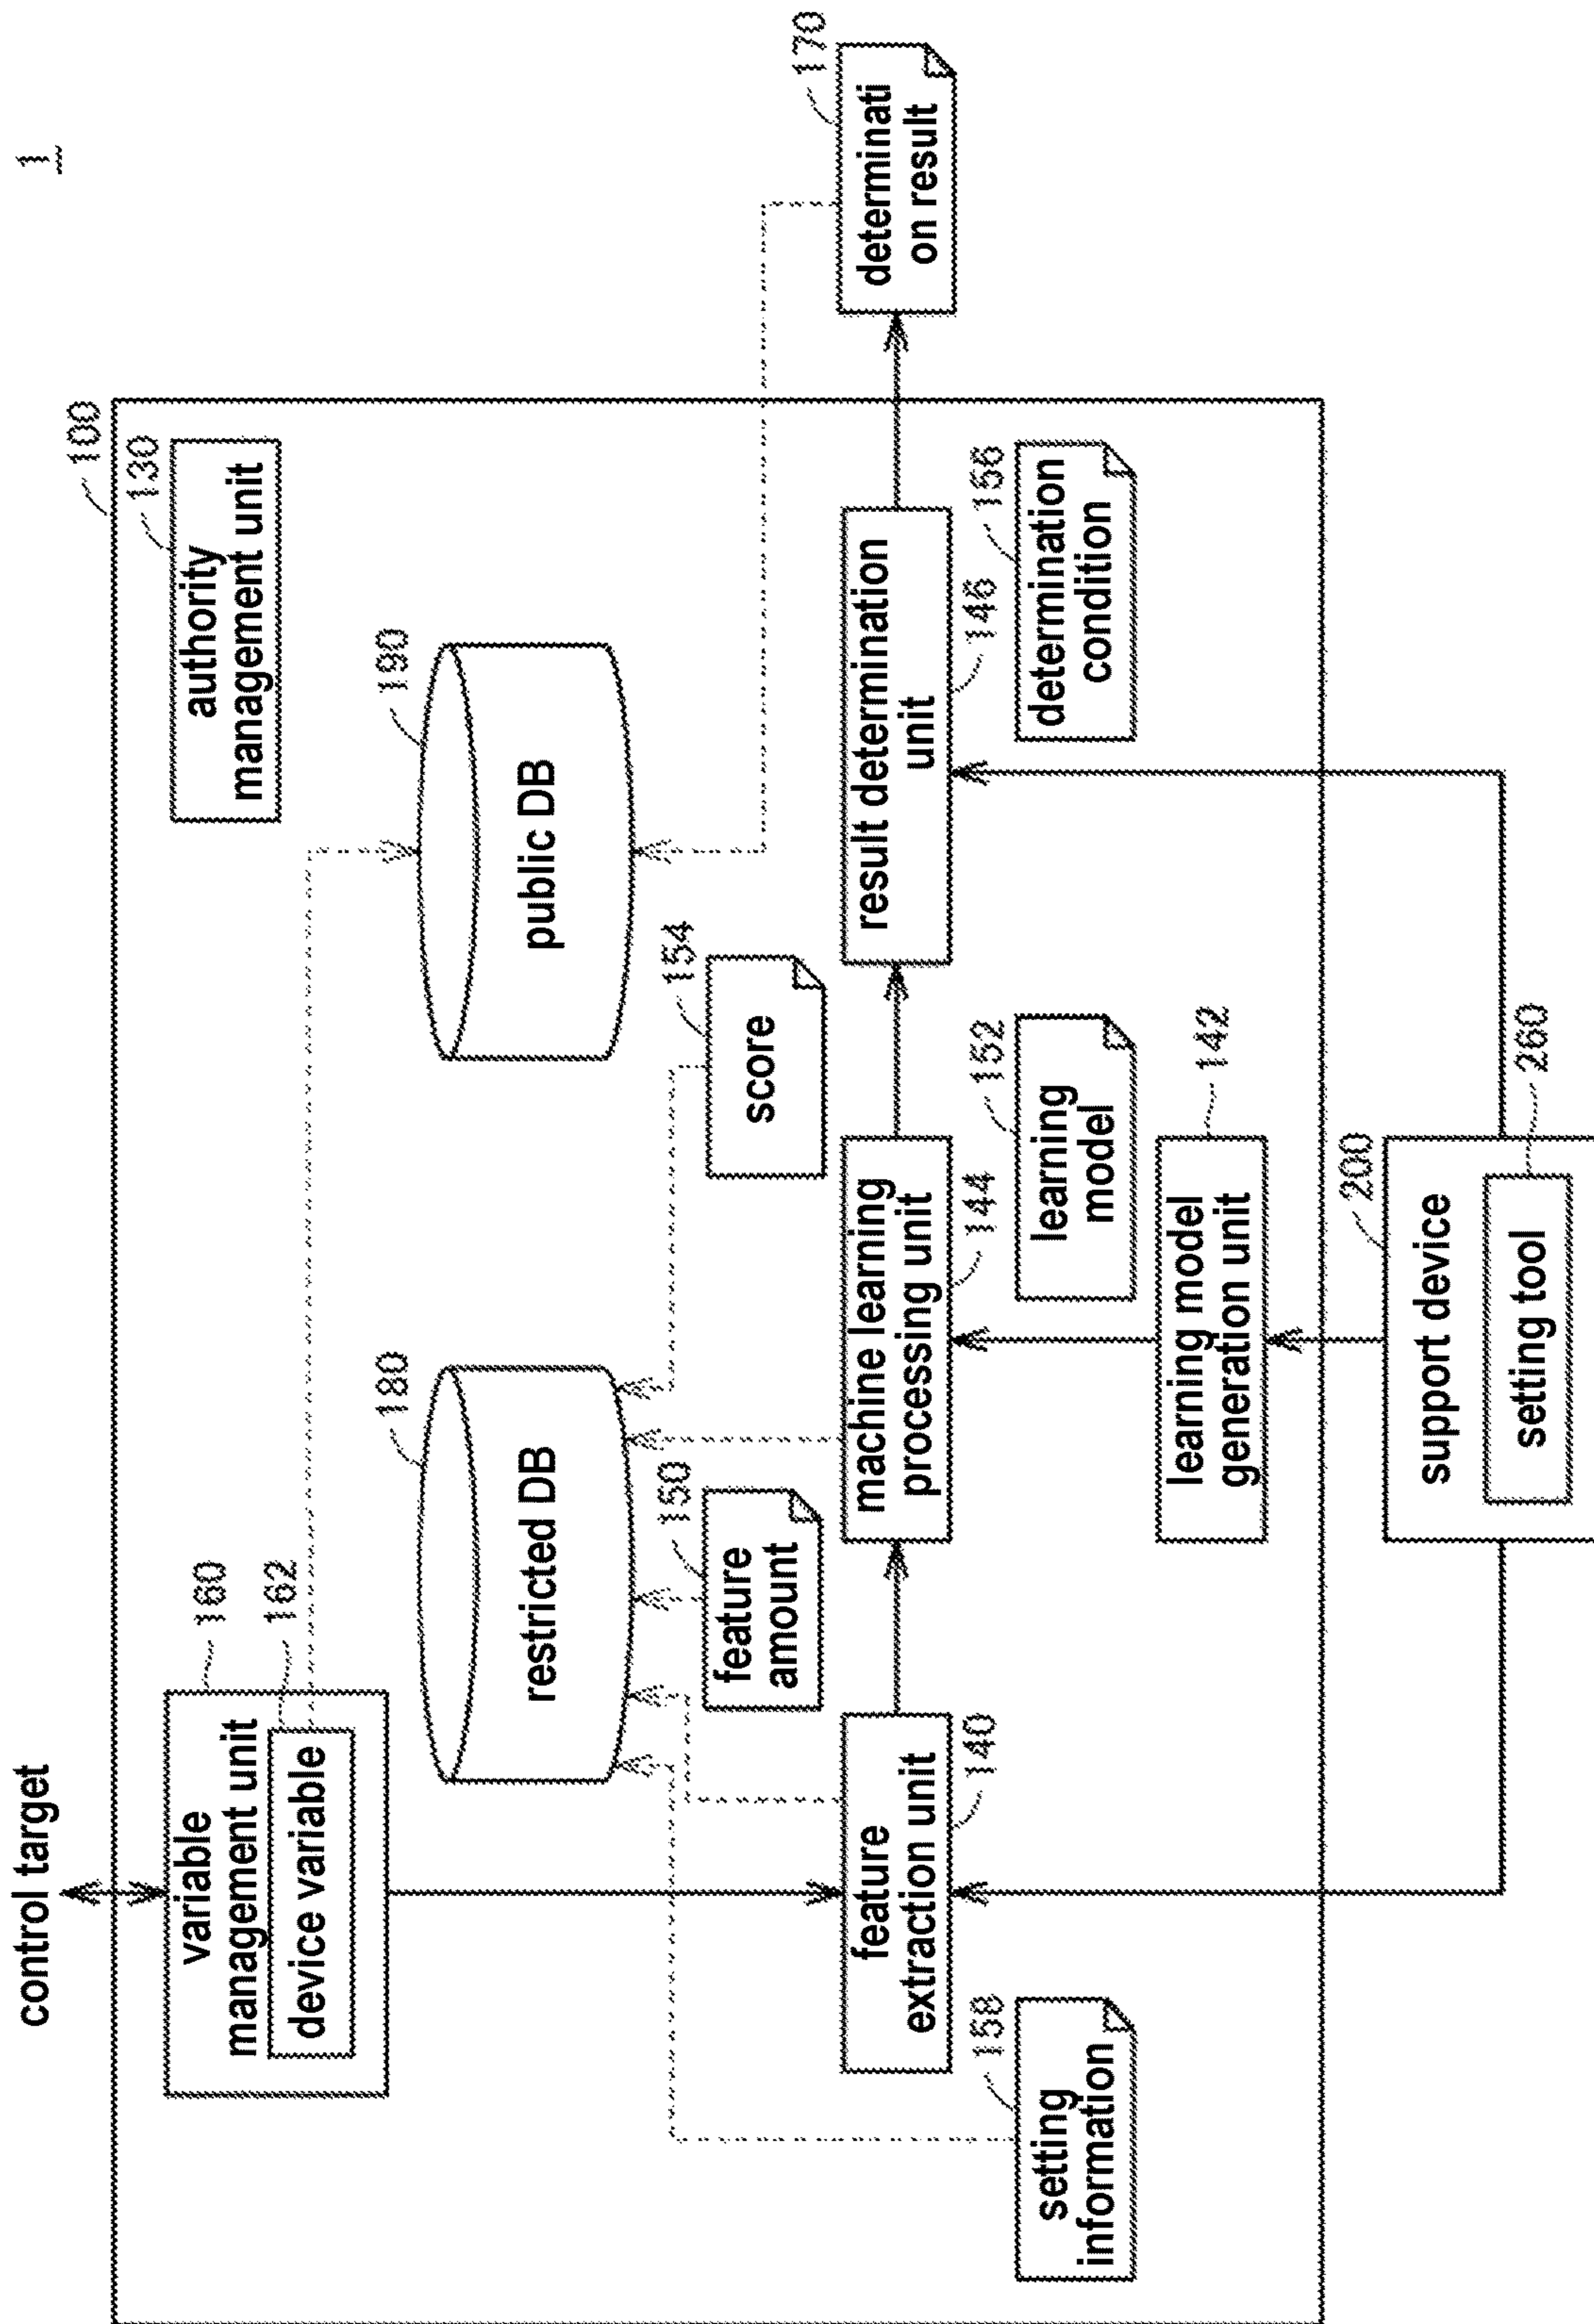 1
control target
100
variable
management unit
160
device variable
162
authority
management unit
130
restricted DB
180
public DB
190
feature
amount
150
score
154
feature
extraction unit
140
machine learning
processing unit
144
result determination
unit
146
determinati
on result
170
setting
information
158
learning
model
152
determination
condition
156
learning model
generation unit
142
support device
200
setting tool
260